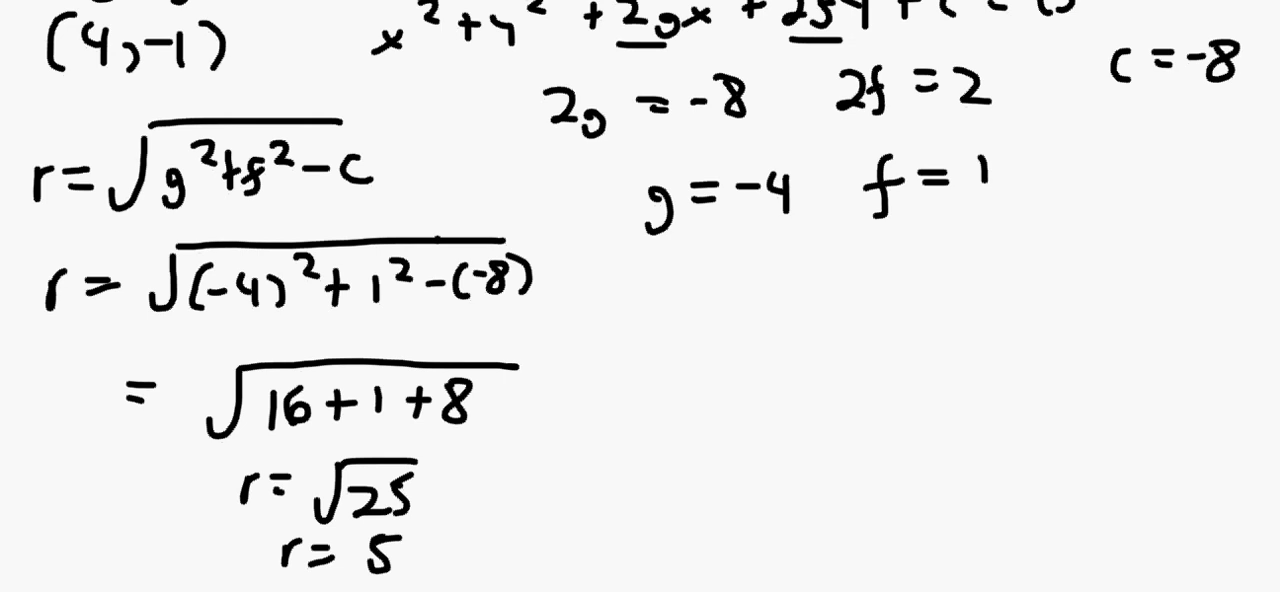 (4,-1) x² + y² + 2gx + 2fy + c =
2g = -8 2f = 2 c = -8
r = √g²+f²-c g = -4 f = 1
r = √(-4)² + 1² - (-8)
= √16 + 1 + 8
r = √25
r = 5